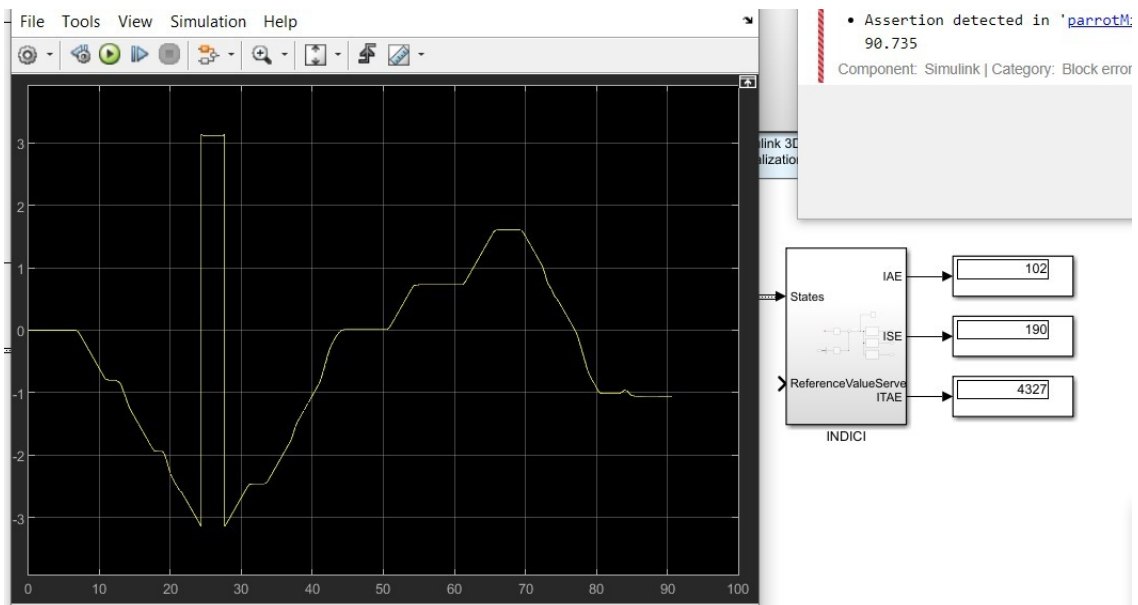 File Tools View Simulation Help
3
2
1
0
-1
-2
-3
0 10 20 30 40 50 60 70 80 90 100
• Assertion detected in 'parrotMi
90.735
Component: Simulink | Category: Block error
link 3D
alization
States
ReferenceValueServe
IAE
ISE
ITAE
102
190
4327
INDICI